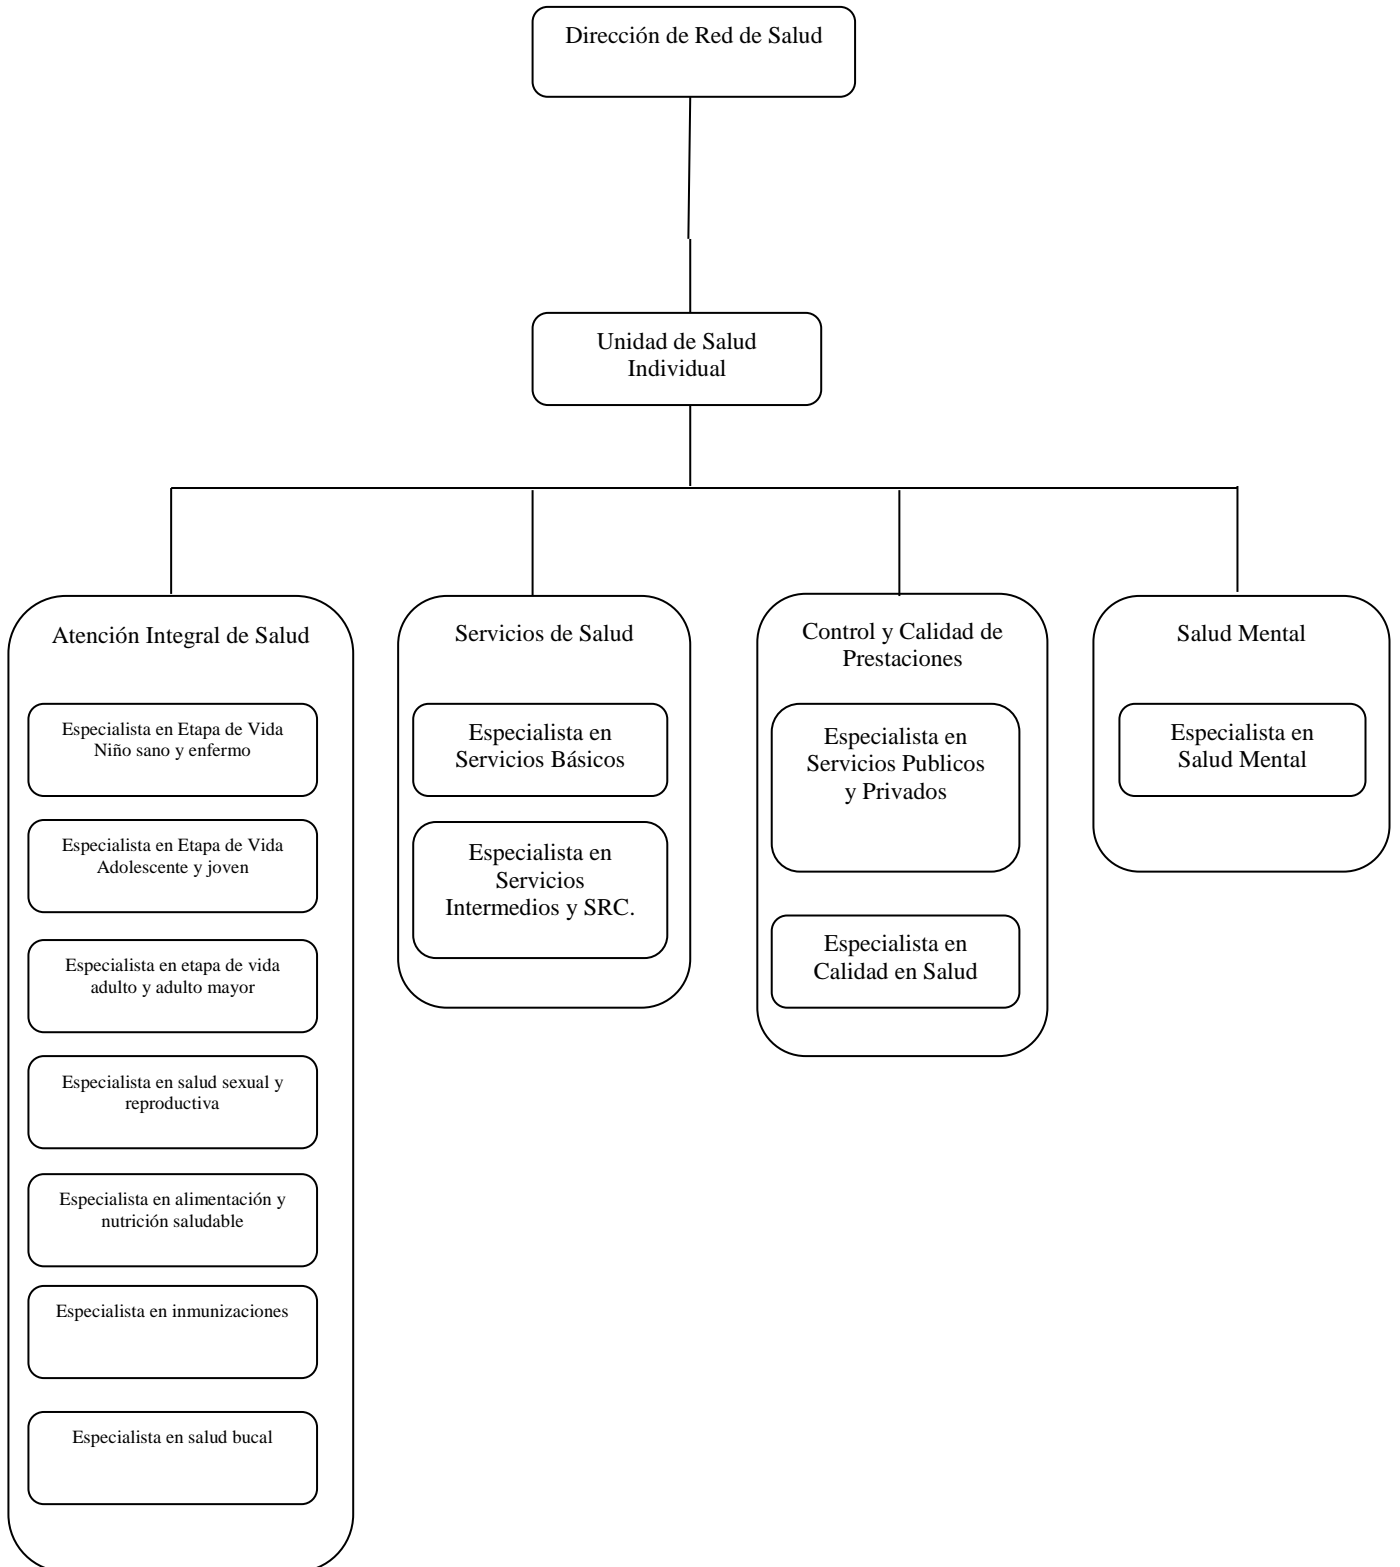 Dirección de Red de Salud
Unidad de Salud
Individual
Atención Integral de Salud
Especialista en Etapa de Vida
Niño sano y enfermo
Especialista en Etapa de Vida
Adolescente y joven
Especialista en etapa de vida
adulto y adulto mayor
Especialista en salud sexual y
reproductiva
Especialista en alimentación y
nutrición saludable
Especialista en inmunizaciones
Especialista en salud bucal
Servicios de Salud
Especialista en
Servicios Básicos
Especialista en
Servicios
Intermedios y SRC.
Control y Calidad de
Prestaciones
Especialista en
Servicios Publicos
y Privados
Especialista en
Calidad en Salud
Salud Mental
Especialista en
Salud Mental